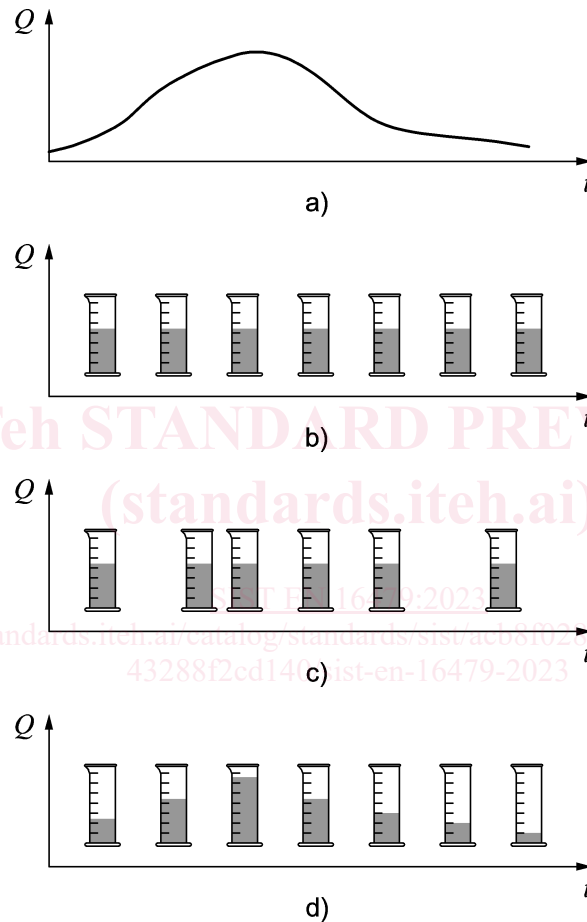 Q
t
a)
Q
t
b)
Teh STANDARD PREV
(standards.iteh.ai)
Q
t
c)
SIST EN 16479:2023
43288f2cd140/sist-en-16479-2023
Q
t
d)